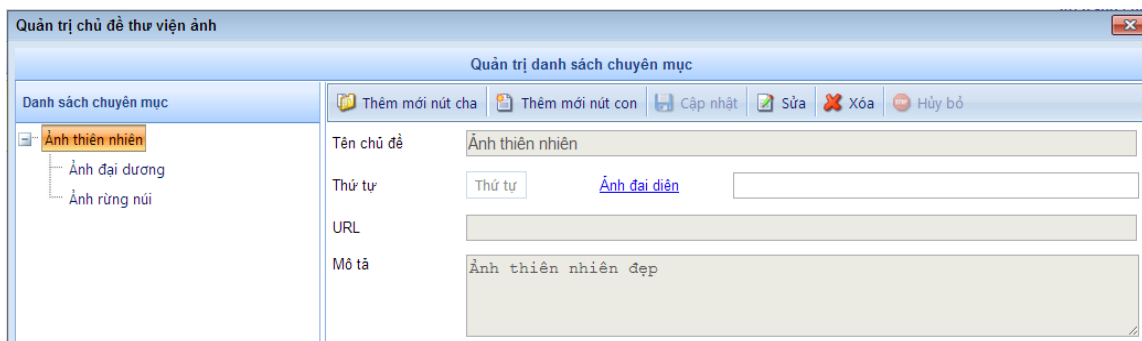 Quản trị chủ đề thư viện ảnh
Quản trị danh sách chuyên mục
Danh sách chuyên mục
Thêm mới nút cha Thêm mới nút con Cập nhật Sửa Xóa Hủy bỏ
Ảnh thiên nhiên
Ảnh đại dương
Ảnh rừng núi
Tên chủ đề Ảnh thiên nhiên
Thứ tự Thứ tự Ảnh đại diện
URL
Mô tả Ảnh thiên nhiên đẹp